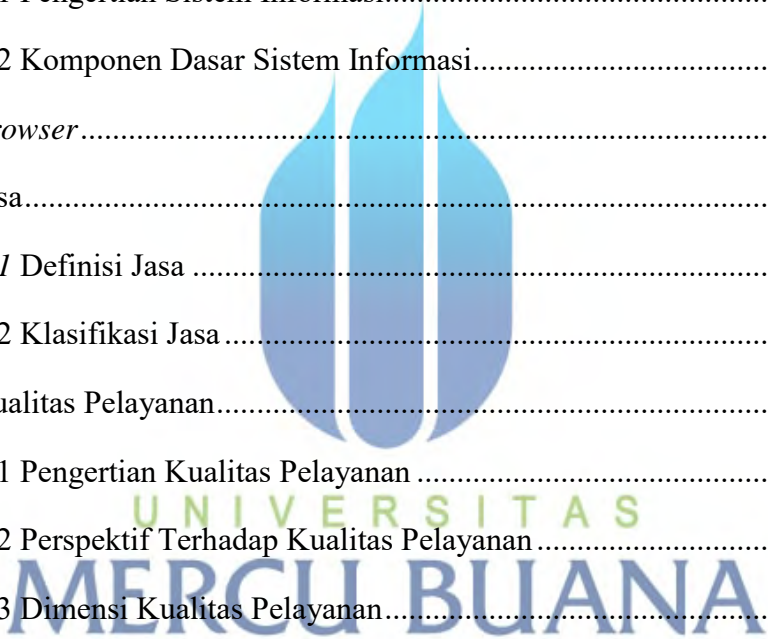 1 Pengertian Sistem Informasi..........
2 Komponen Dasar Sistem Informasi..........
rowser..........
sa..........
1 Definisi Jasa ..........
2 Klasifikasi Jasa ..........
ualitas Pelayanan..........
1 Pengertian Kualitas Pelayanan ..........
UNIVERSITAS
2 Perspektif Terhadap Kualitas Pelayanan ..........
MERCU BUANA
3 Dimensi Kualitas Pelayanan..........